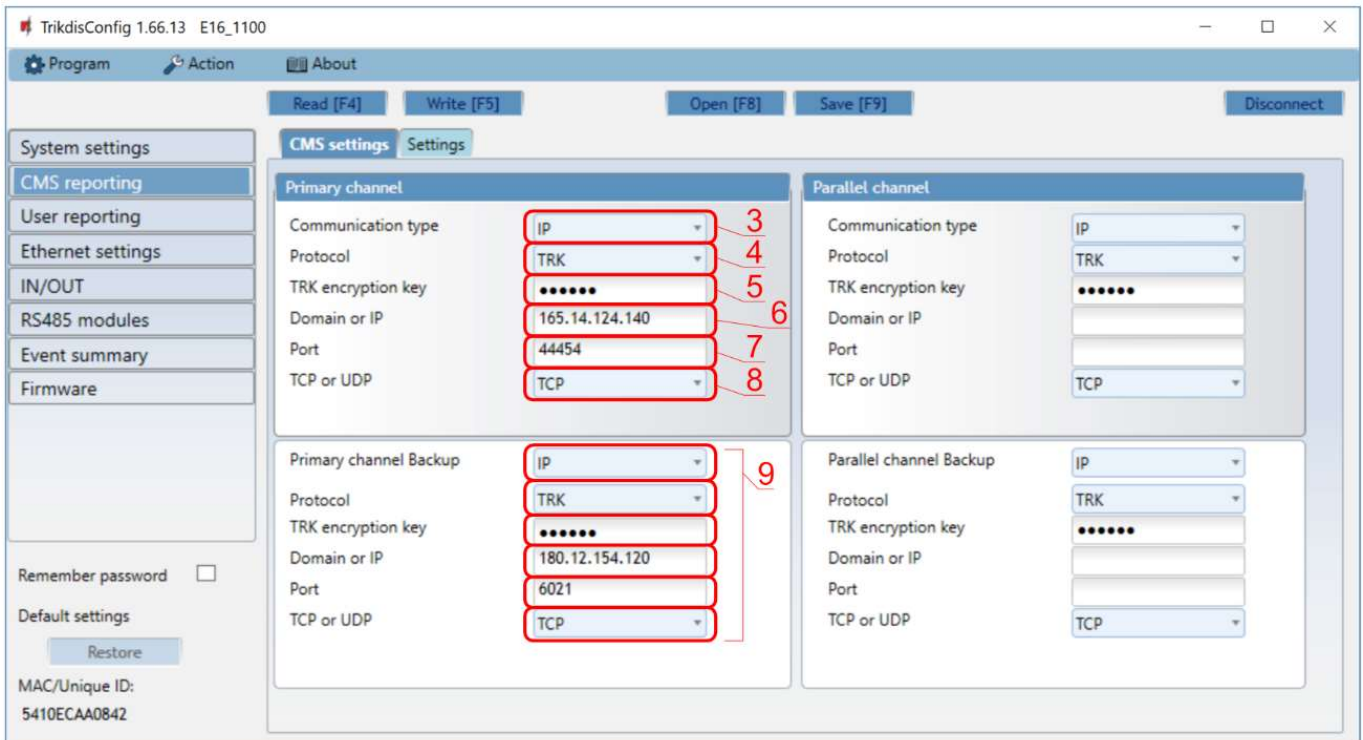 TrikdisConfig 1.66.13 E16_1100
Program Action About
Read [F4] Write [F5] Open [F8] Save [F9] Disconnect
System settings
CMS reporting
User reporting
Ethernet settings
IN/OUT
RS485 modules
Event summary
Firmware
Remember password
Default settings
Restore
MAC/Unique ID:
5410ECAA0842
CMS settings Settings
Primary channel
Communication type IP 3
Protocol TRK 4
TRK encryption key •••••• 5
Domain or IP 165.14.124.140 6
Port 44454 7
TCP or UDP TCP 8
Primary channel Backup IP 9
Protocol TRK
TRK encryption key ••••••
Domain or IP 180.12.154.120
Port 6021
TCP or UDP TCP
Parallel channel
Communication type IP
Protocol TRK
TRK encryption key ••••••
Domain or IP
Port
TCP or UDP TCP
Parallel channel Backup IP
Protocol TRK
TRK encryption key ••••••
Domain or IP
Port
TCP or UDP TCP